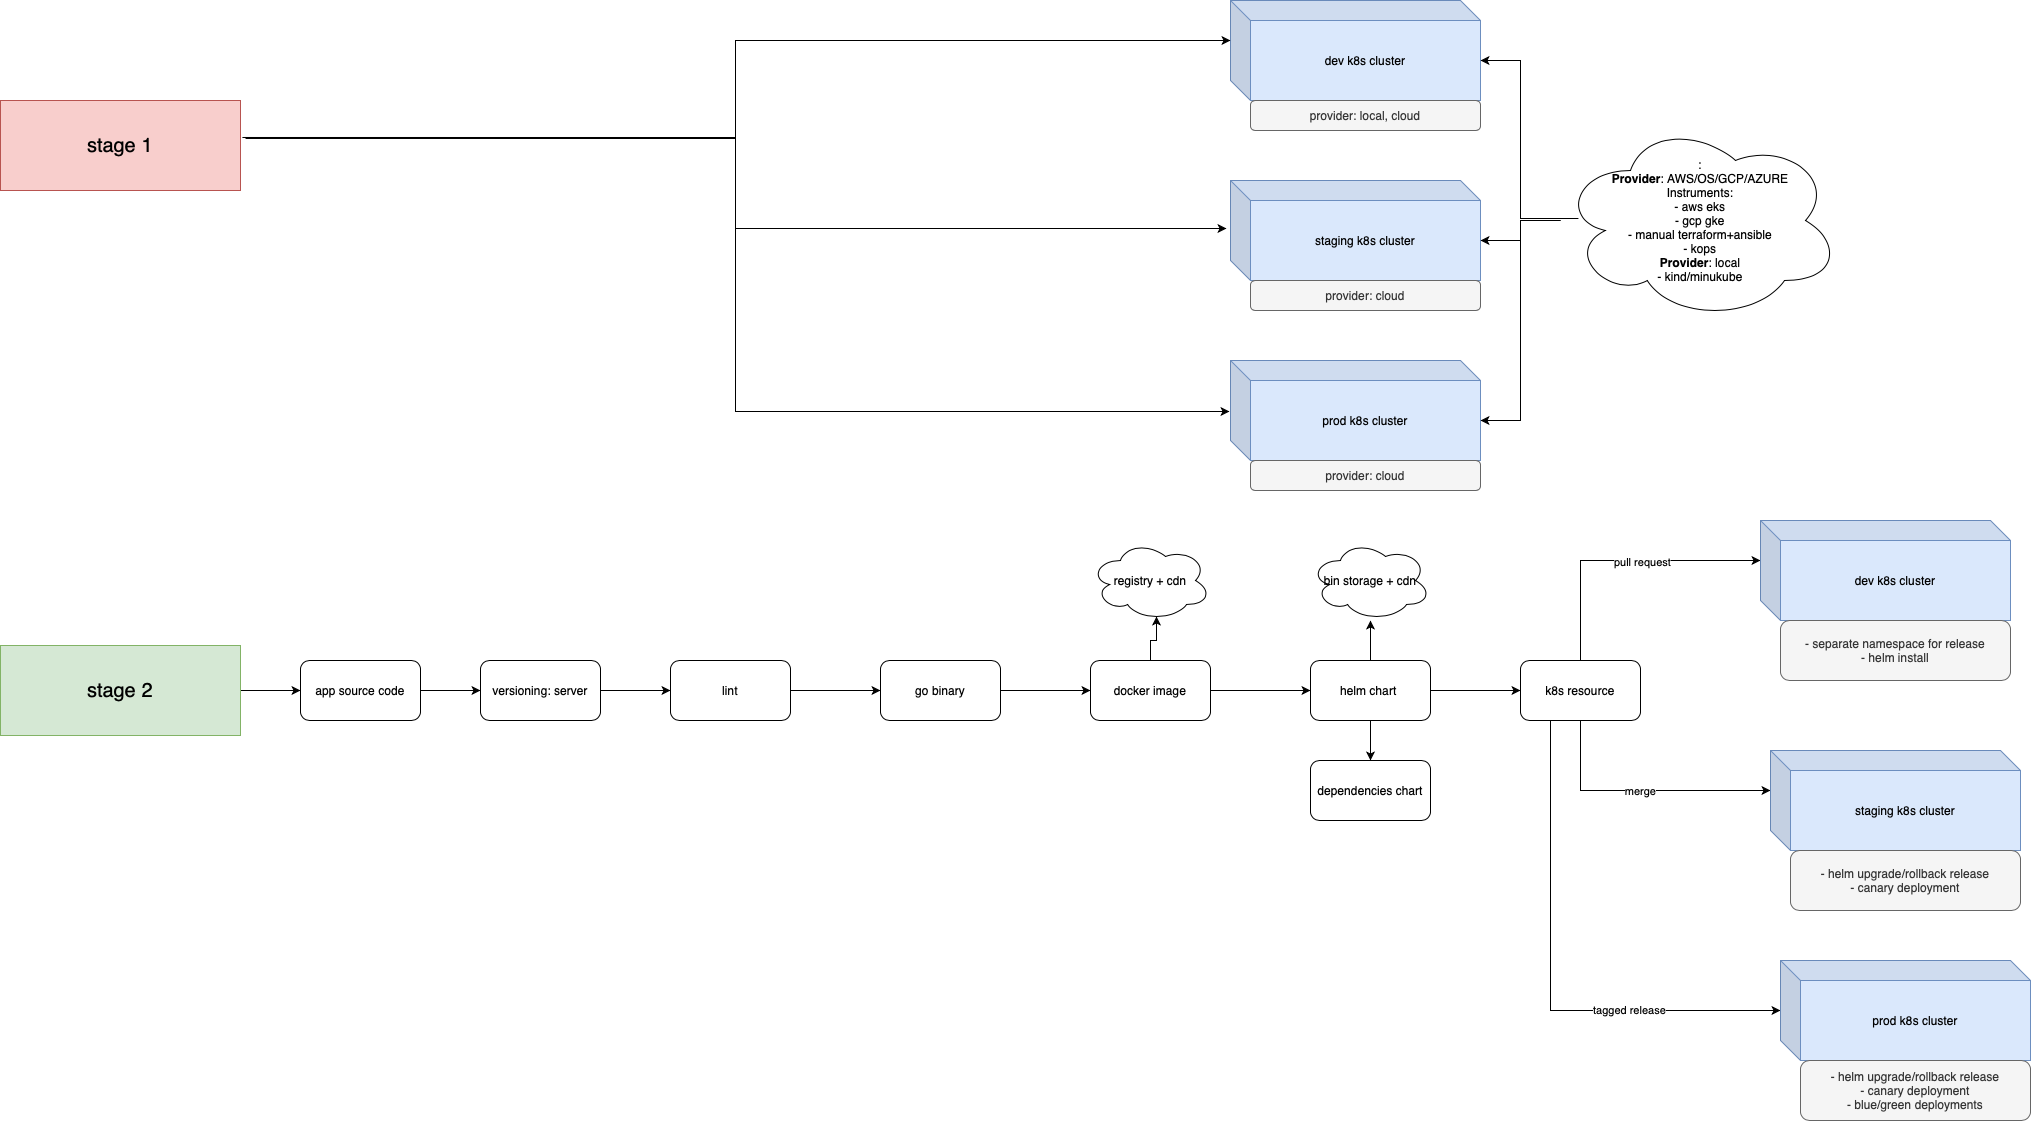 stage 1
dev k8s cluster
provider: local, cloud
staging k8s cluster
provider: cloud
prod k8s cluster
provider: cloud
:
Provider: AWS/OS/GCP/AZURE
Instruments:
- aws eks
- gcp gke
- manual terraform+ansible
- kops
Provider: local
- kind/minukube
stage 2
app source code
versioning: server
lint
go binary
docker image
registry + cdn
helm chart
bin storage + cdn
dependencies chart
k8s resource
pull request
dev k8s cluster
- separate namespace for release
- helm install
merge
staging k8s cluster
- helm upgrade/rollback release
- canary deployment
tagged release
prod k8s cluster
- helm upgrade/rollback release
- canary deployment
- blue/green deployments